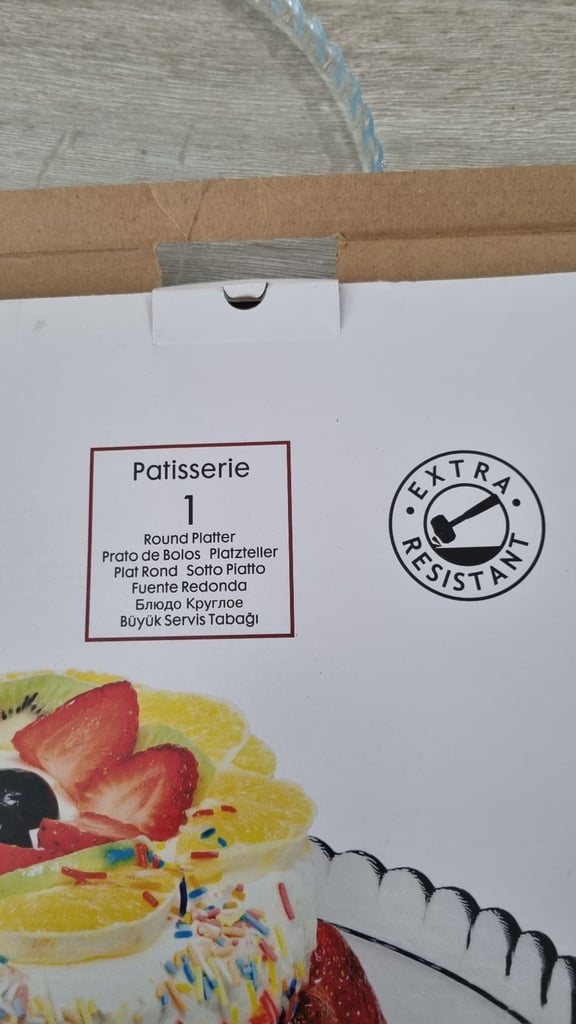 Patisserie
1
Round Platter
Prato de Bolos Platzteller
Plat Rond Sotto Piatto
Fuente Redonda
Блюдо Круглое
Büyük Servis Tabağı
EXTRA
RESISTANT